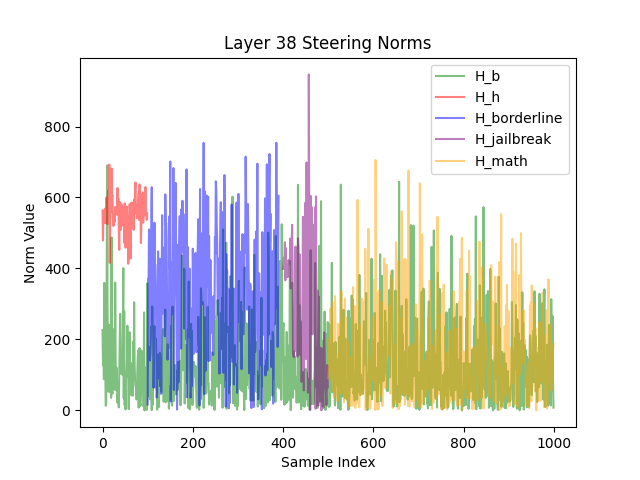 Layer 38 Steering Norms
H_b
H_h
H_borderline
H_jailbreak
H_math
Norm Value
800
600
400
200
0
0
200
400
600
800
1000
Sample Index